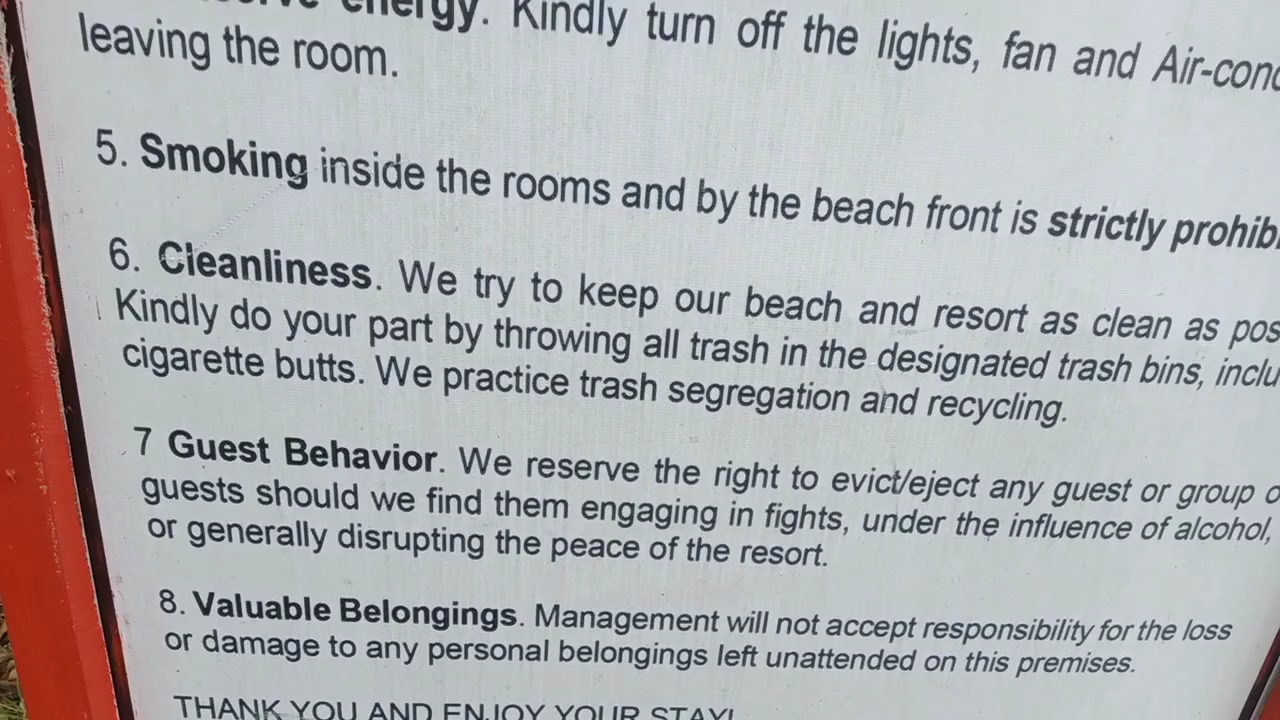 energy. Kindly turn off the lights, fan and Air-cond
leaving the room.
5. Smoking inside the rooms and by the beach front is strictly prohib
6. Cleanliness. We try to keep our beach and resort as clean as pos
Kindly do your part by throwing all trash in the designated trash bins, inclu
cigarette butts. We practice trash segregation and recycling.
7 Guest Behavior. We reserve the right to evict/eject any guest or group o
guests should we find them engaging in fights, under the influence of alcohol,
or generally disrupting the peace of the resort.
8. Valuable Belongings. Management will not accept responsibility for the loss
or damage to any personal belongings left unattended on this premises.
THANK YOU AND ENJOY YOUR STAY!